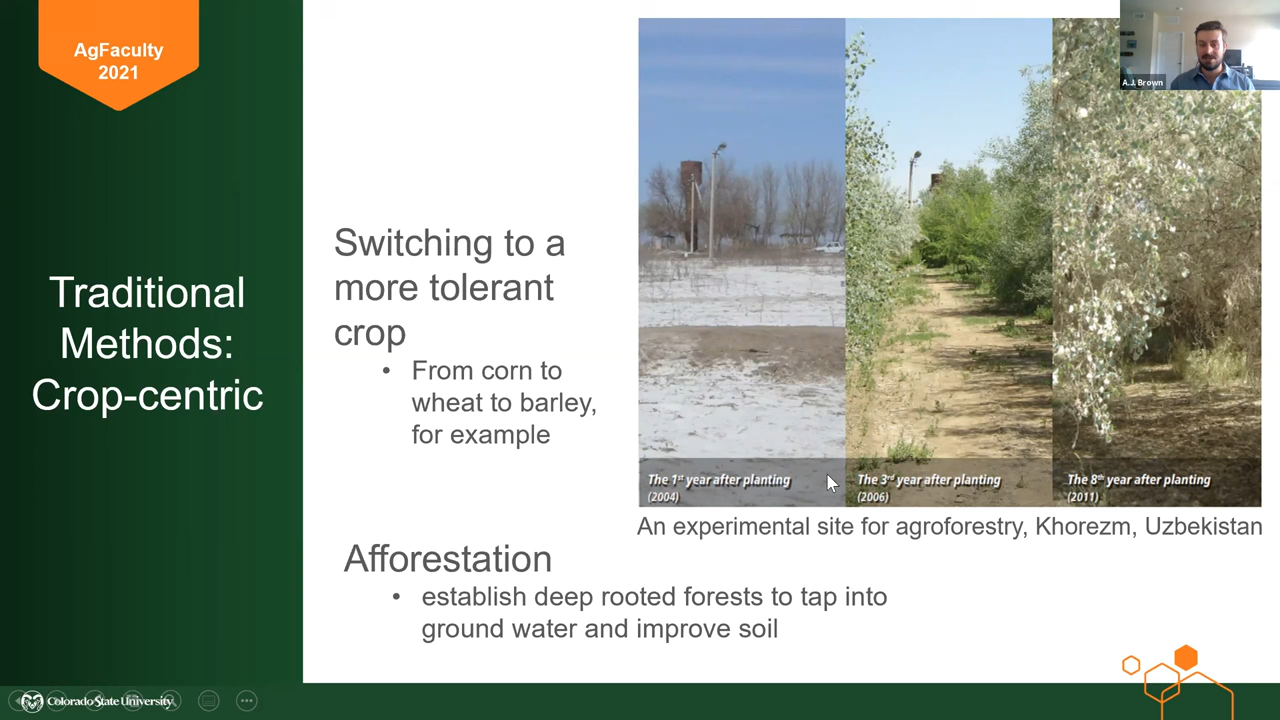 AgFaculty
2021
Traditional
Methods:
Crop-centric
Switching to a
more tolerant
crop
• From corn to
wheat to barley,
for example
The 1st year after planting
(2004)
The 3rd year after planting
(2006)
The 8th year after planting
(2011)
An experimental site for agroforestry, Khorezm, Uzbekistan
Afforestation
• establish deep rooted forests to tap into
ground water and improve soil
A.J. Brown
Colorado State University